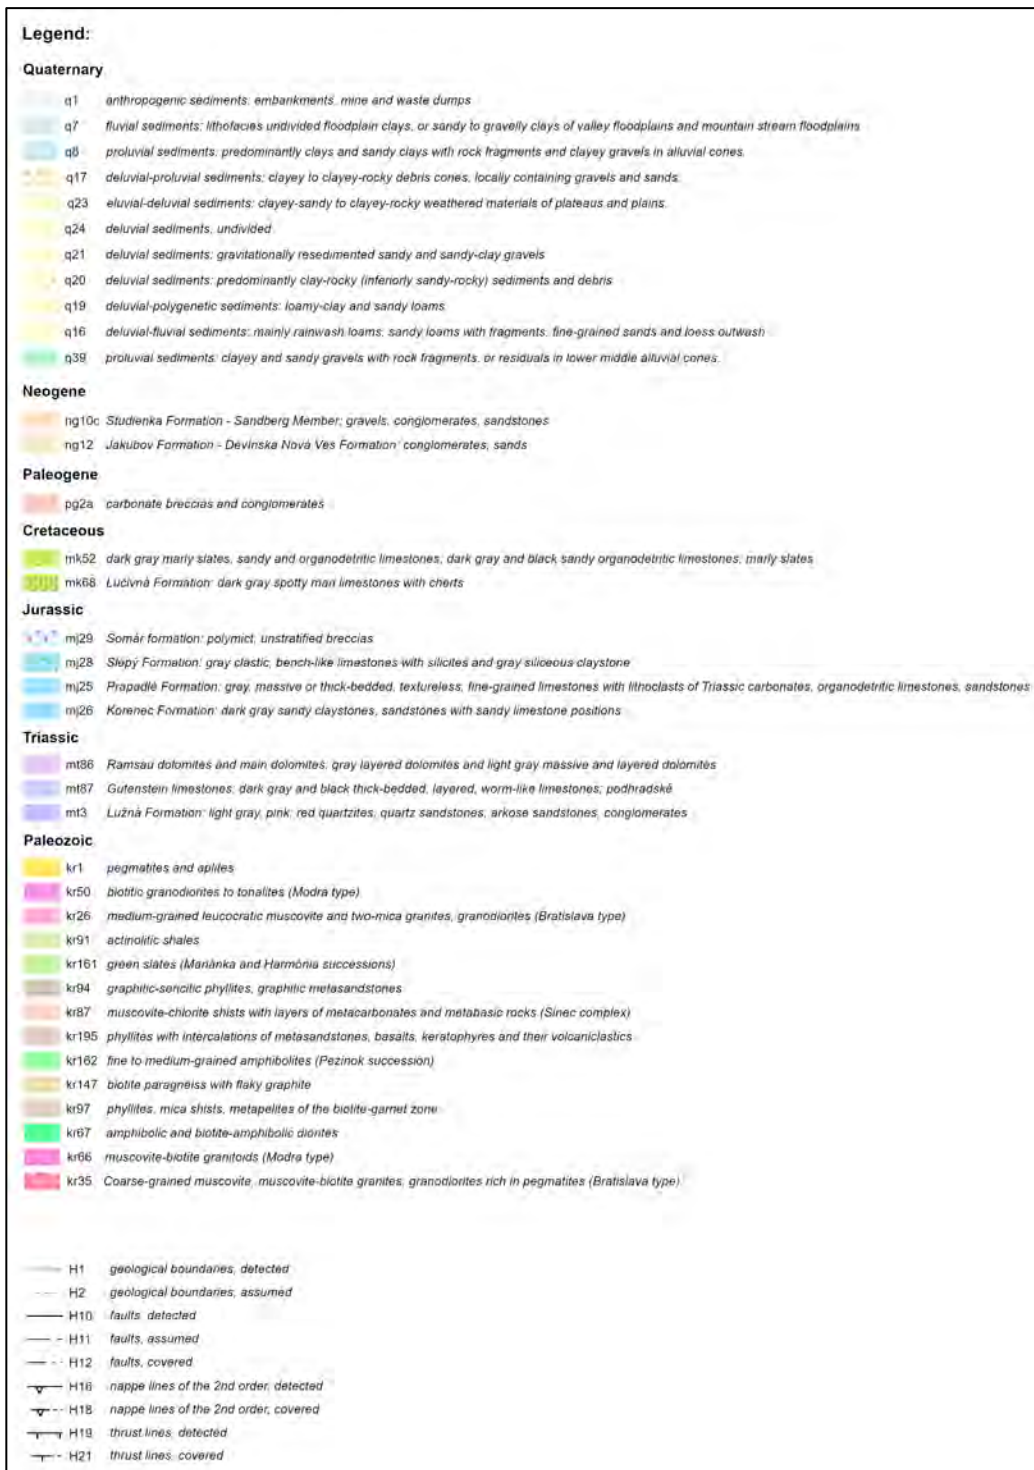 Legend:
Quaternary
q1 anthropogenic sediments: embankments, mine and waste dumps
q7 fluvial sediments: lithofacies undivided floodplain clays, or sandy to gravelly clays of valley floodplains and mountain stream floodplains
q8 proluvial sediments: predominantly clays and sandy clays with rock fragments and clayey gravels in alluvial cones.
q17 deluvial-proluvial sediments: clayey to clayey-rocky debris cones, locally containing gravels and sands.
q23 eluvial-deluvial sediments: clayey-sandy to clayey-rocky weathered materials of plateaus and plains.
q24 deluvial sediments, undivided
q21 deluvial sediments: gravitationally resedimented sandy and sandy-clay gravels
q20 deluvial sediments: predominantly clay-rocky (inferiorly sandy-rocky) sediments and debris
q19 deluvial-polygenetic sediments: loamy-clay and sandy loams
q16 deluvial-fluvial sediments: mainly rainwash loams, sandy loams with fragments, fine-grained sands and loess outwash
q39 proluvial sediments: clayey and sandy gravels with rock fragments, or residuals in lower middle alluvial cones.
Neogene
ng10c Studienka Formation - Sandberg Member; gravels, conglomerates, sandstones
ng12 Jakubov Formation - Devínska Nová Ves Formation: conglomerates, sands
Paleogene
pg2a carbonate breccias and conglomerates
Cretaceous
mk52 dark gray marly slates, sandy and organodetritic limestones; dark gray and black sandy organodetritic limestones, marly slates
mk68 Lučivná Formation: dark gray spotty marl limestones with cherts
Jurassic
mj29 Somár formation: polymict, unstratified breccias
mj28 Slepý Formation: gray clastic, bench-like limestones with silicites and gray siliceous claystone
mj25 Prapadlé Formation: gray, massive or thick-bedded, textureless, fine-grained limestones with lithoclasts of Triassic carbonates, organodetritic limestones, sandstones
mj26 Korenec Formation: dark gray sandy claystones, sandstones with sandy limestone positions
Triassic
mt86 Ramsau dolomites and main dolomites, gray layered dolomites and light gray massive and layered dolomites
mt87 Gutenstein limestones; dark gray and black thick-bedded, layered, worm-like limestones; podhradské
mt3 Lužná Formation: light gray, pink, red quartzites, quartz sandstones, arkose sandstones, conglomerates
Paleozoic
kr1 pegmatites and aplites
kr50 biotitic granodiorites to tonalites (Modra type)
kr26 medium-grained leucocratic muscovite and two-mica granites, granodiorites (Bratislava type)
kr91 actinolitic shales
kr161 green slates (Mariánka and Harmónia successions)
kr94 graphitic-sericitic phyllites, graphitic metasandstones
kr87 muscovite-chlorite shists with layers of metacarbonates and metabasic rocks (Sinec complex)
kr195 phyllites with intercalations of metasandstones, basalts, keratophyres and their volcaniclastics
kr162 fine to medium-grained amphibolites (Pezinok succession)
kr147 biotite paragneiss with flaky graphite
kr97 phyllites, mica shists, metapelites of the biotite-garnet zone
kr67 amphibolic and biotite-amphibolic diorites
kr66 muscovite-biotite granitoids (Modra type)
kr35 Coarse-grained muscovite, muscovite-biotite granites, granodiorites rich in pegmatites (Bratislava type)
H1 geological boundaries, detected
H2 geological boundaries, assumed
H10 faults, detected
H11 faults, assumed
H12 faults, covered
H16 nappe lines of the 2nd order, detected
H18 nappe lines of the 2nd order, covered
H19 thrust lines, detected
H21 thrust lines, covered